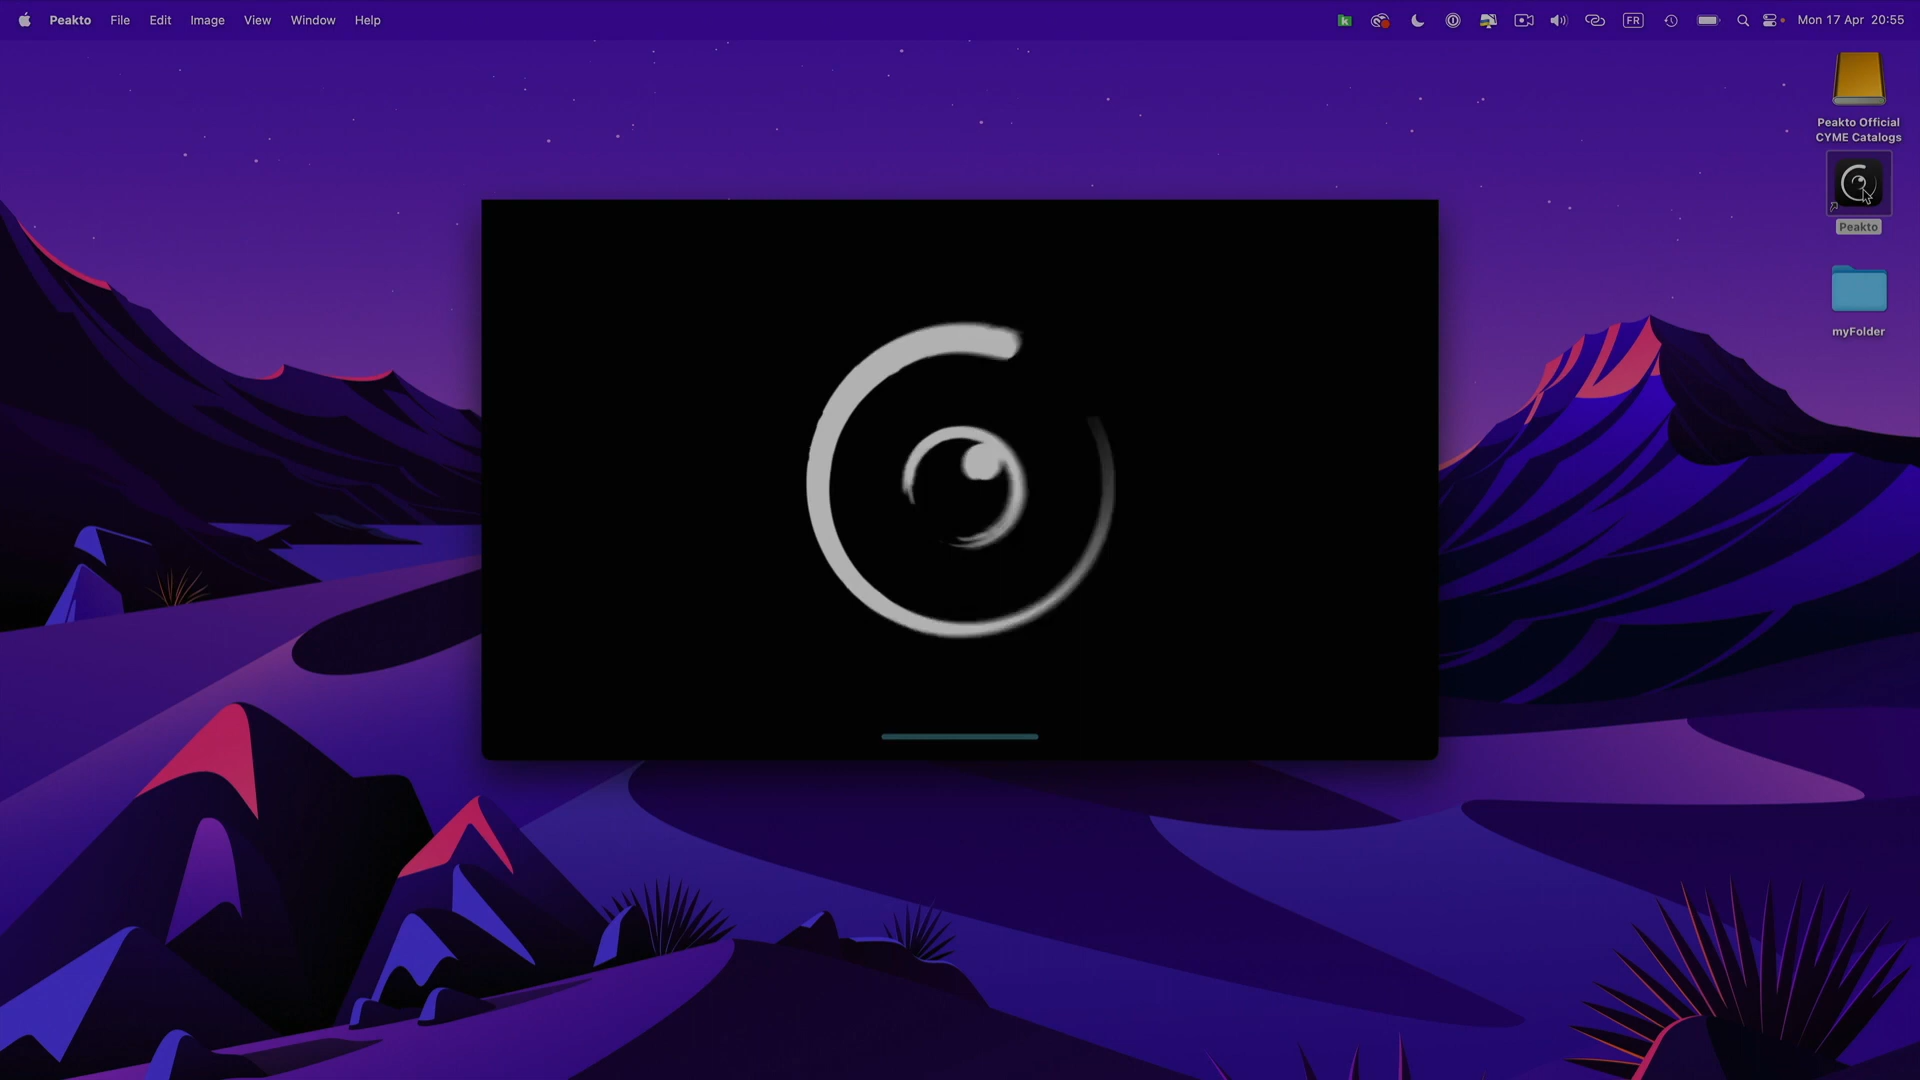 Peakto File Edit Image View Window Help FR Mon 17 Apr 20:55
Peakto Official
CYME Catalogs
Peakto
myFolder